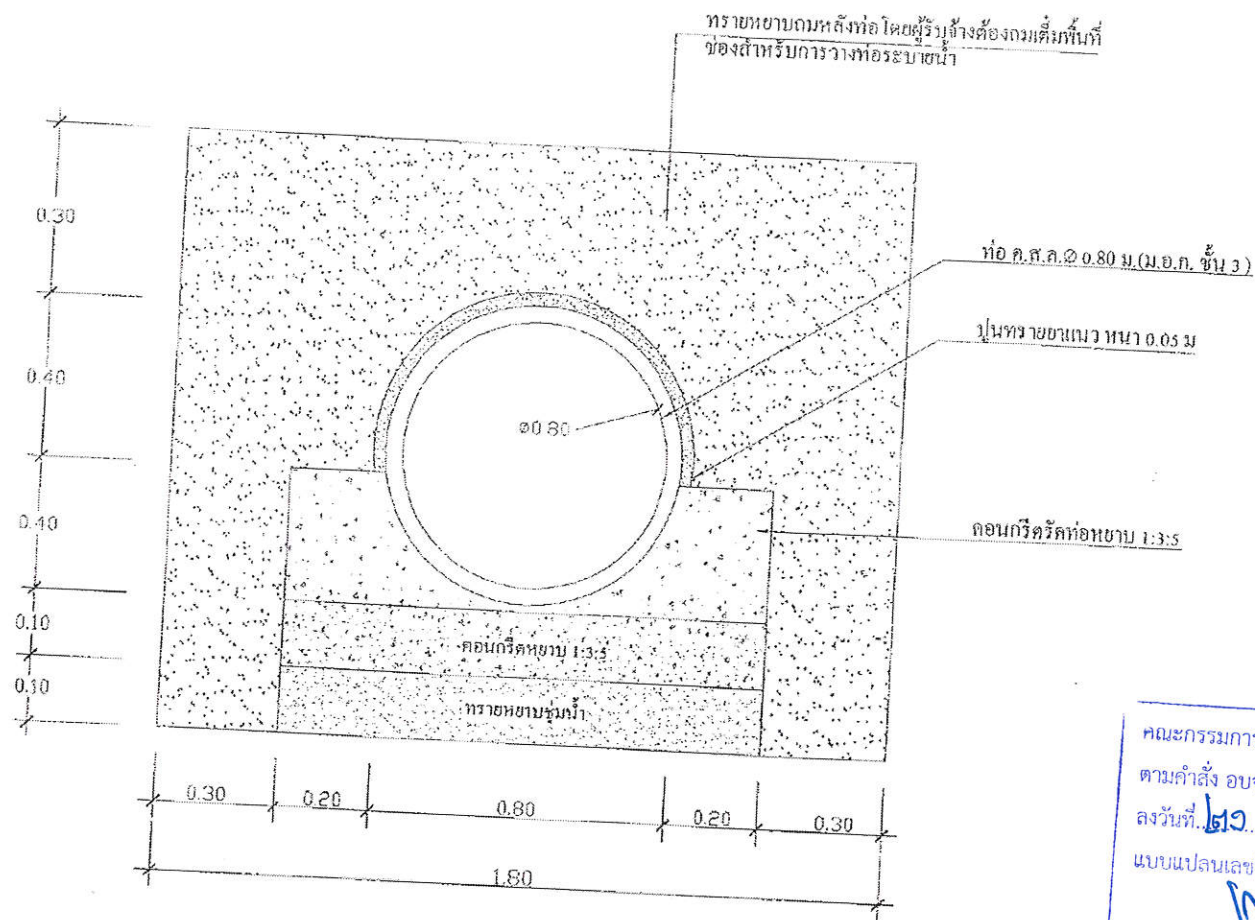 ทรายหยาบถมหลังท่อ โดยผู้รับจ้างต้องถมเต็มพื้นที่
ช่องสำหรับการวางท่อระบายน้ำ
0.30
ท่อ ค.ส.ล.Ø 0.80 ม.(ม.อ.ก. ชั้น 3 )
ปูนทรายยาแนว หนา 0.05 ม
0.40
ø0.80
0.40
คอนกรีตรัดท่อหยาบ 1:3:5
0.10
คอนกรีตหยาบ 1:3:5
0.10
ทรายหยาบชุ่มน้ำ
0.30
0.20
0.80
0.20
0.30
1.80
คณะกรรมการ
ตามคำสั่ง อบจ
ลงวันที่..๒๑..
แบบแปลนเลข